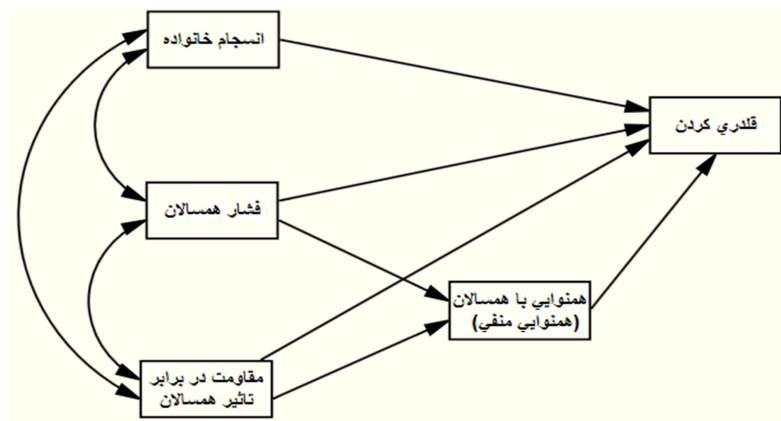 انسجام خانواده
قلدري كردن
فشار همسالان
همنوايي با همسالان
(همنوايي منفي)
مقاومت در برابر
تاثير همسالان